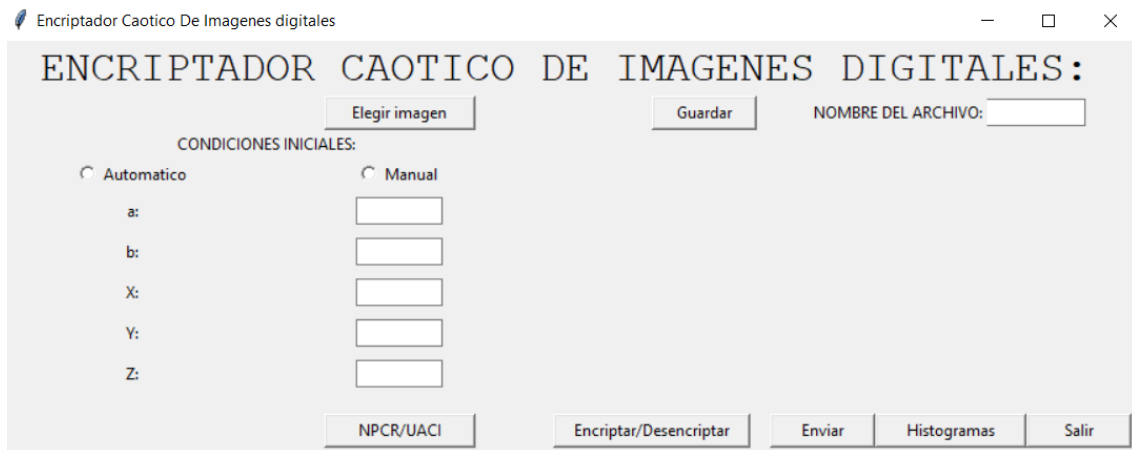 Encriptador Caotico De Imagenes digitales
ENCRIPTADOR CAOTICO DE IMAGENES DIGITALES:
Elegir imagen Guardar NOMBRE DEL ARCHIVO:
CONDICIONES INICIALES:
Automatico Manual
a:
b:
X:
Y:
Z:
NPCR/UACI Encriptar/Desencriptar Enviar Histogramas Salir